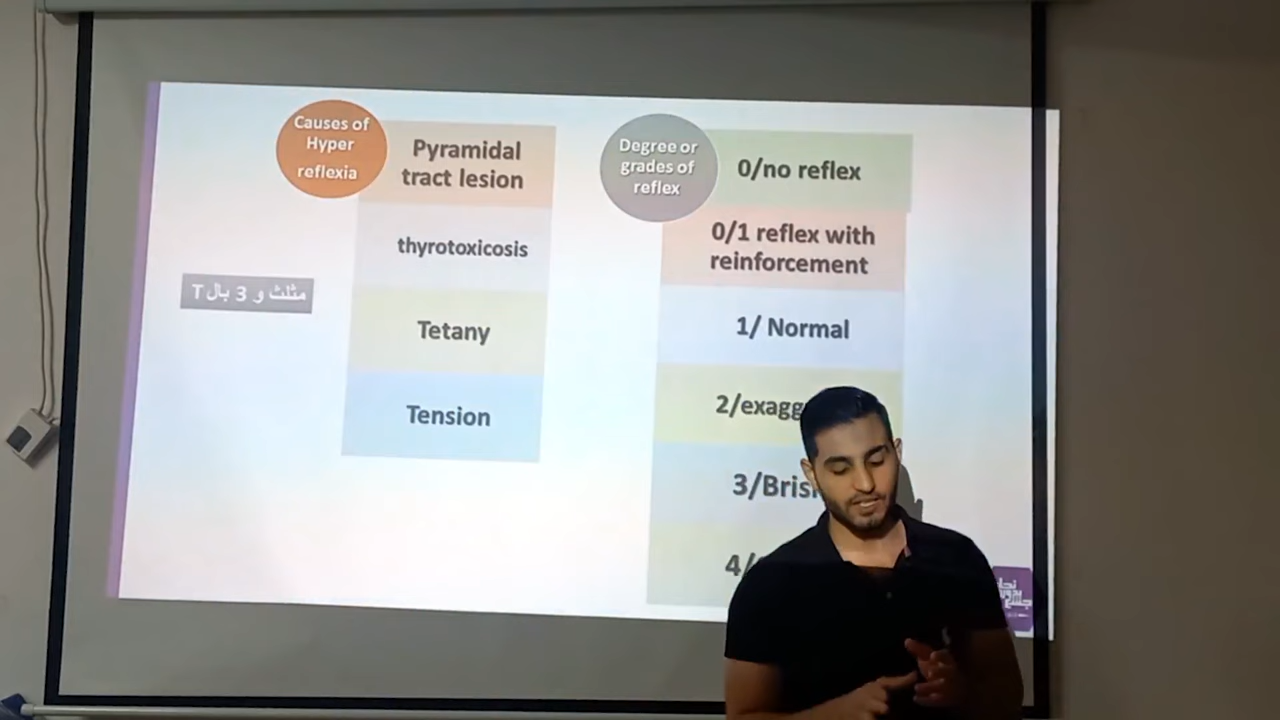 Causes of
Hyper
reflexia
Pyramidal
tract lesion
thyrotoxicosis
Tetany
Tension
مثلث و 3 بال T
Degree or
grades of
reflex
0/no reflex
0/1 reflex with
reinforcement
1/ Normal
2/exagg
3/Bris
4/